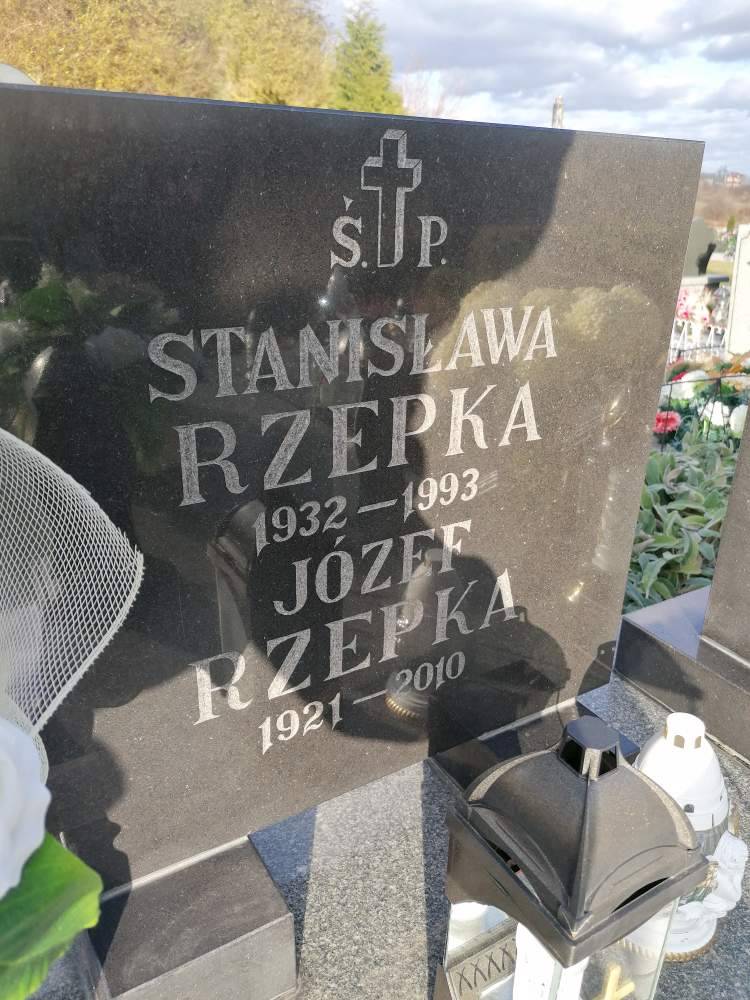 Ś.P.
STANISŁAWA
RZEPKA
1932 – 1993
JÓZEF
RZEPKA
1921 – 2010